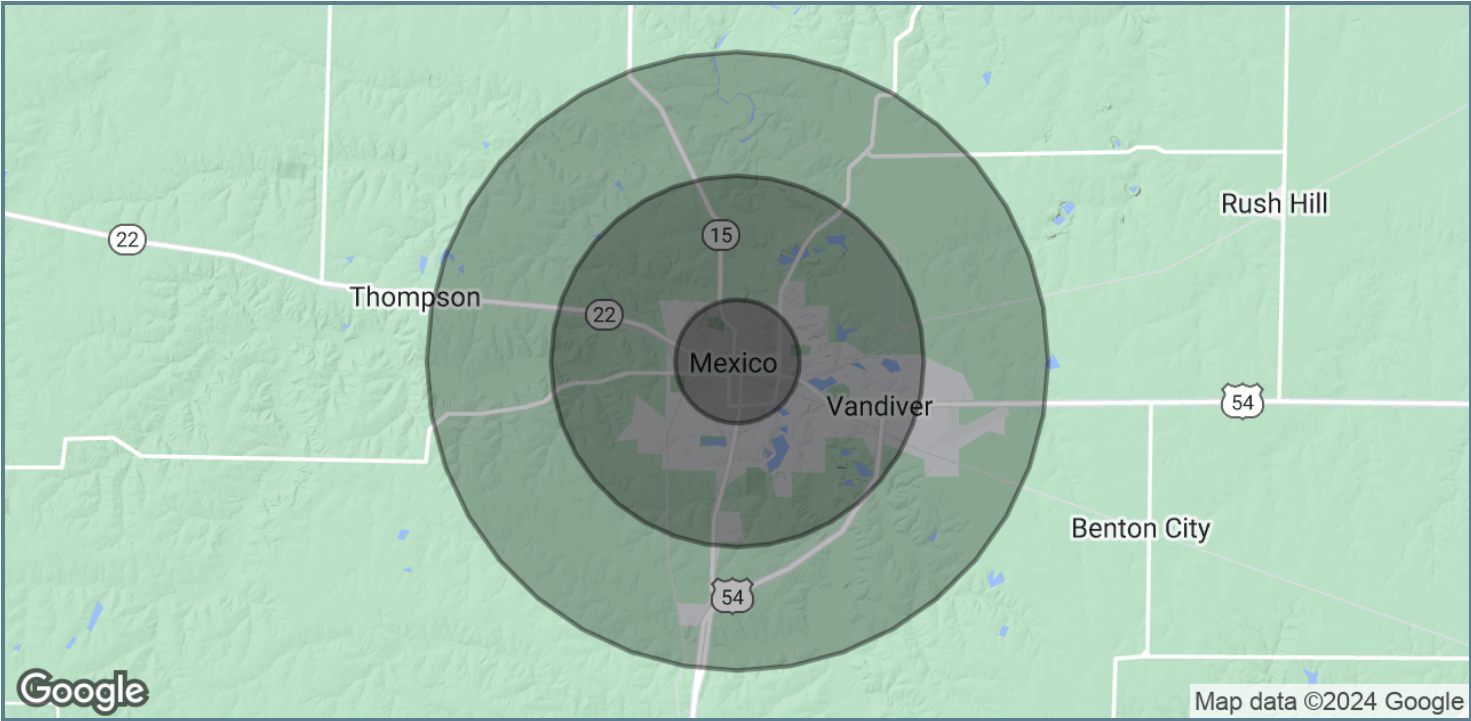 Rush Hill
15
22
Thompson
22
Mexico
Vandiver
54
Benton City
54
Google
Map data ©2024 Google